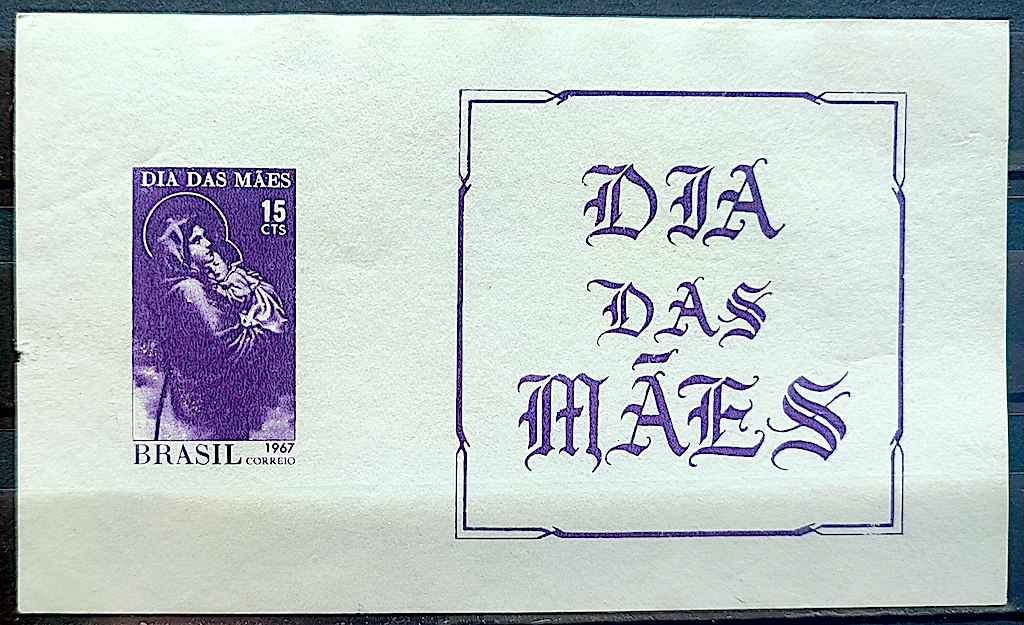 DIA DAS MÃES
15
CTS
BRASIL 1967 CORREIO
DIA
DAS
MÃES